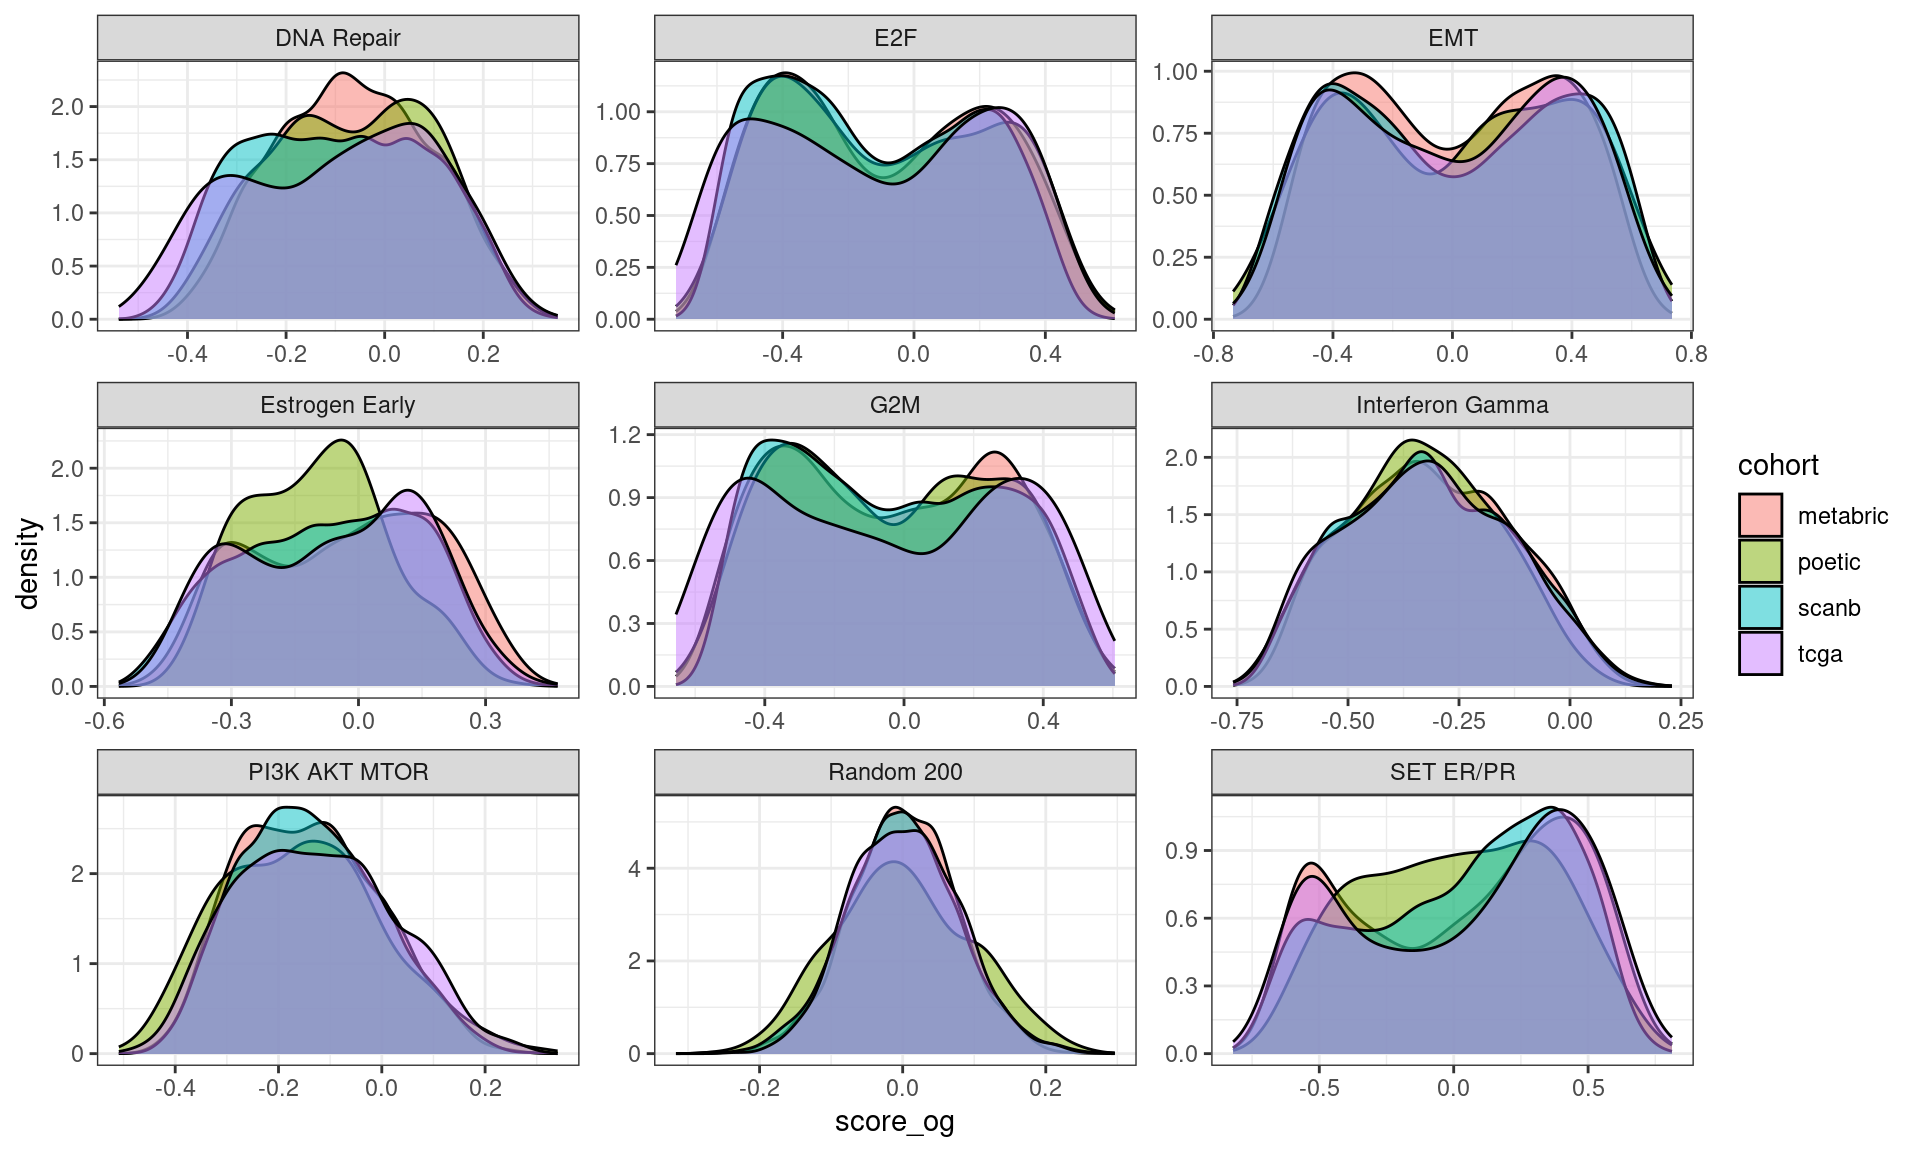 DNA Repair
E2F
EMT
0.0
0.5
1.0
1.5
2.0
-0.4 -0.2 0.0 0.2
0.00
0.25
0.50
0.75
1.00
-0.4 0.0 0.4
0.00
0.25
0.50
0.75
1.00
-0.8 -0.4 0.0 0.4 0.8
Estrogen Early
G2M
Interferon Gamma
0.0
0.5
1.0
1.5
2.0
-0.6 -0.3 0.0 0.3
0.0
0.3
0.6
0.9
1.2
-0.4 0.0 0.4
0.0
0.5
1.0
1.5
2.0
-0.75 -0.50 -0.25 0.00 0.25
PI3K AKT MTOR
Random 200
SET ER/PR
0
1
2
-0.4 -0.2 0.0 0.2
0
2
4
-0.2 0.0 0.2
0.0
0.3
0.6
0.9
-0.5 0.0 0.5
density
score_og
cohort
metabric
poetic
scanb
tcga